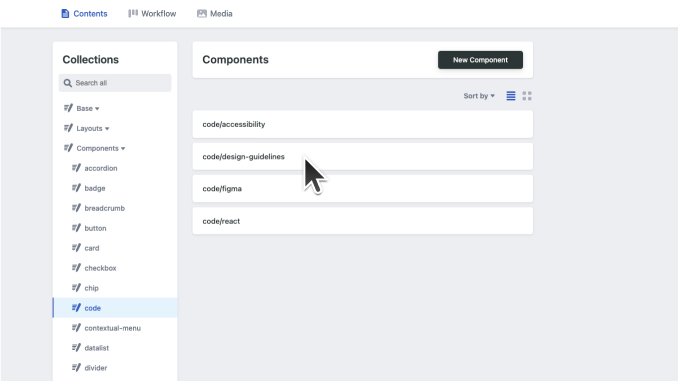 Contents
Workflow
Media
Collections
Search all
Base
Layouts
Components
accordion
badge
breadcrumb
button
card
checkbox
chip
code
contextual-menu
datalist
divider
Components
New Component
Sort by
code/accessibility
code/design-guidelines
code/figma
code/react